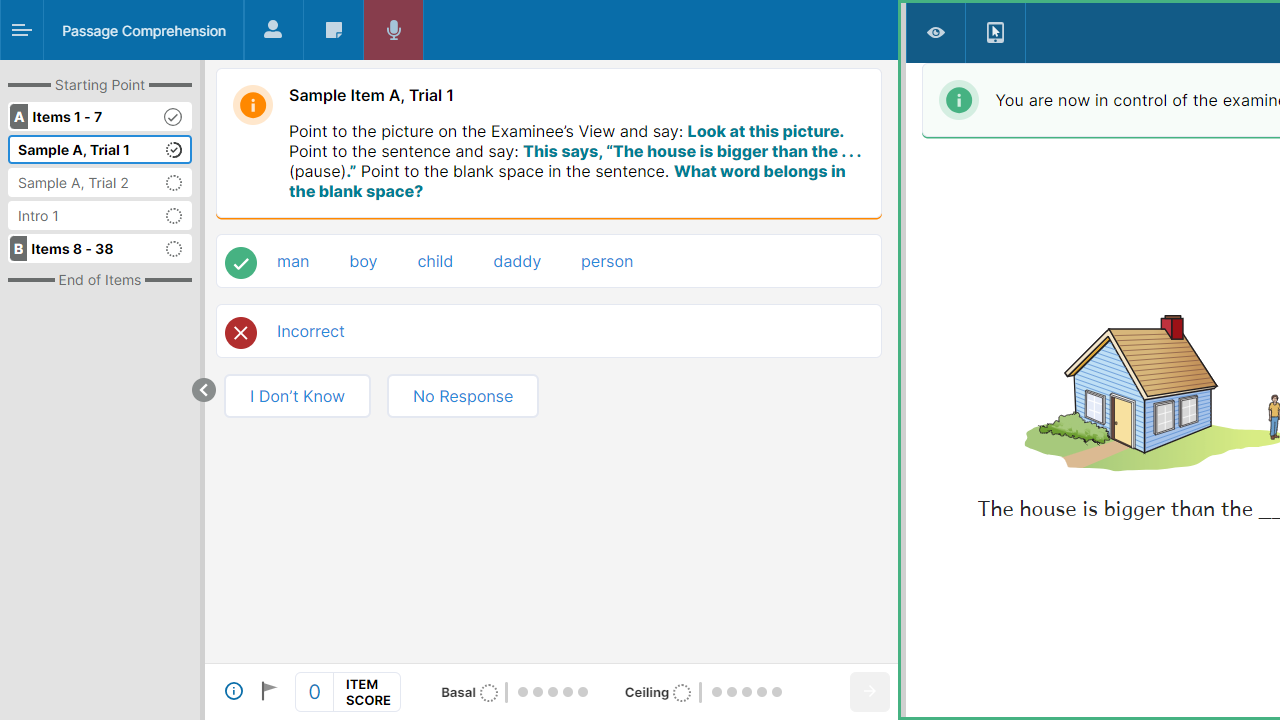 Passage Comprehension
Starting Point
A Items 1 - 7
Sample A, Trial 1
Sample A, Trial 2
Intro 1
B Items 8 - 38
End of Items
Sample Item A, Trial 1
Point to the picture on the Examinee’s View and say: Look at this picture.
Point to the sentence and say: This says, “The house is bigger than the . . .
(pause).” Point to the blank space in the sentence. What word belongs in
the blank space?
man boy child daddy person
Incorrect
I Don’t Know No Response
0 ITEM
SCORE
Basal Ceiling
You are now in control of the
The house is bigger than the __